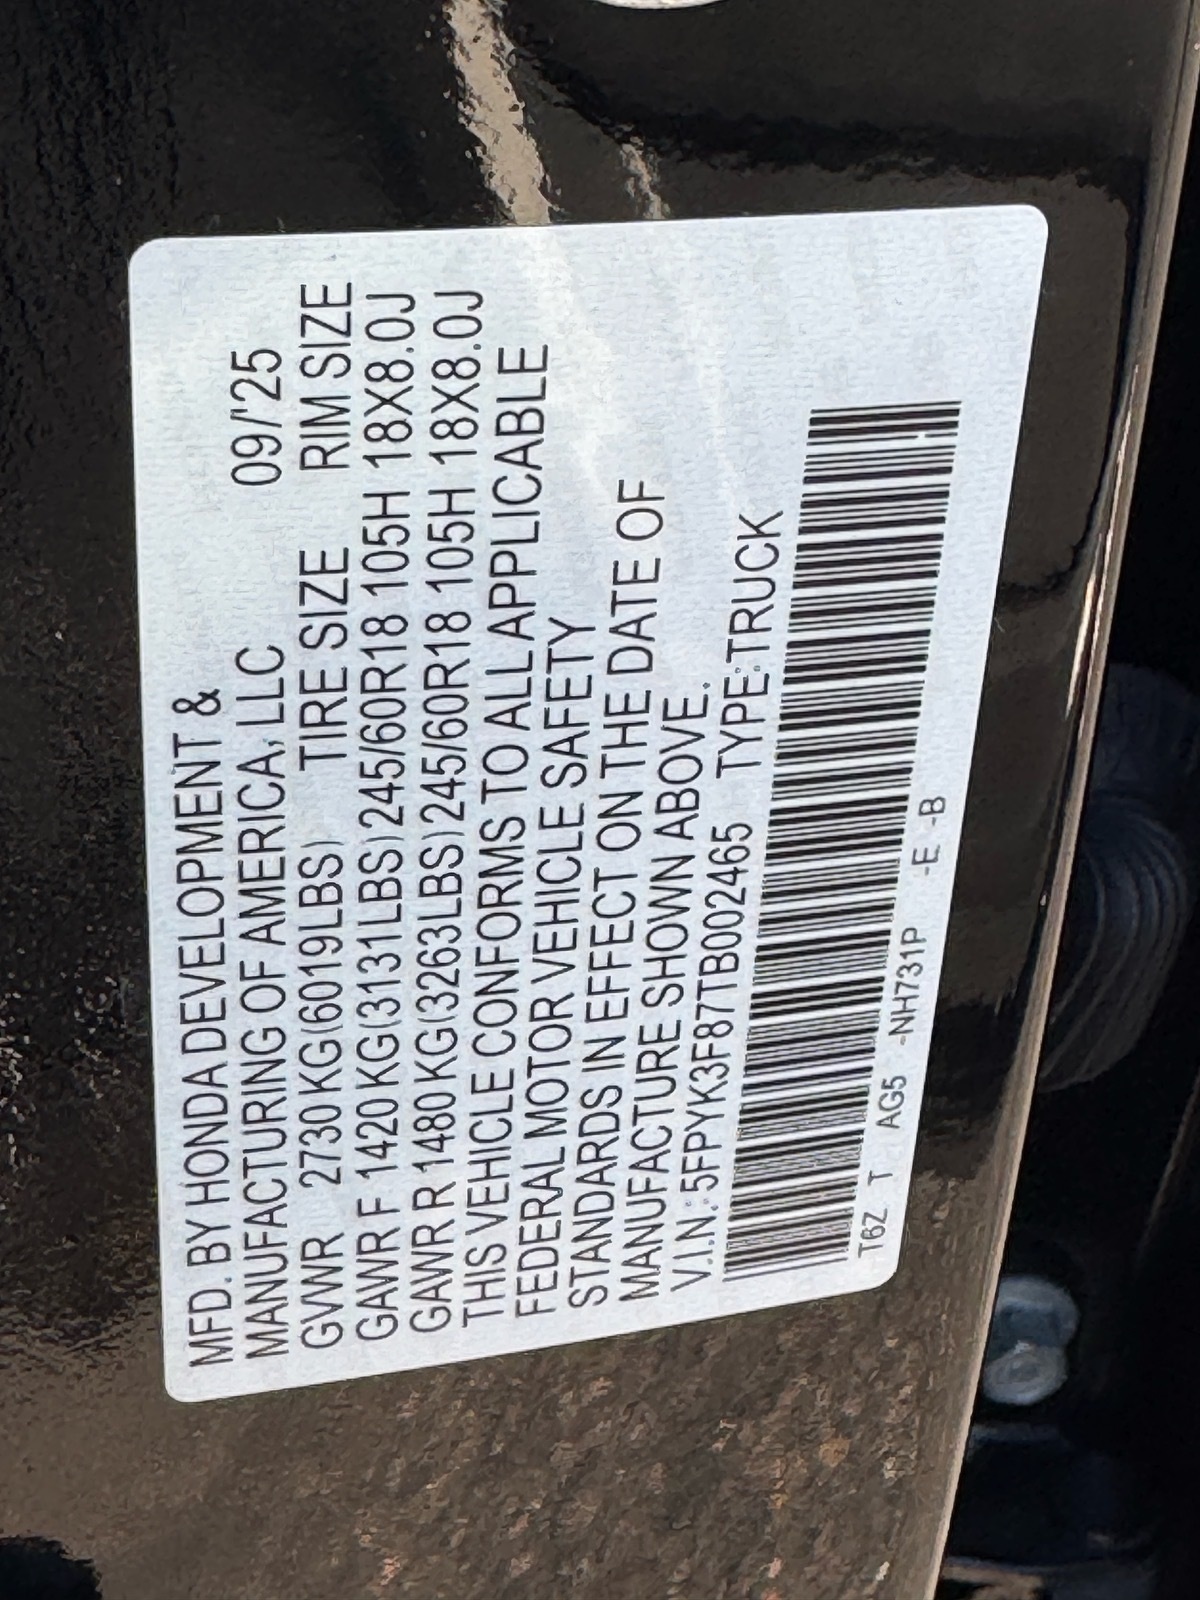 MFD. BY HONDA DEVELOPMENT &
MANUFACTURING OF AMERICA, LLC 09/'25
GVWR 2730 KG(6019LBS) TIRE SIZE RIM SIZE
GAWR F 1420 KG(3131LBS)245/60R18 105H 18X8.0J
GAWR R 1480 KG(3263LBS)245/60R18 105H 18X8.0J
THIS VEHICLE CONFORMS TO ALL APPLICABLE
FEDERAL MOTOR VEHICLE SAFETY
STANDARDS IN EFFECT ON THE DATE OF
MANUFACTURE SHOWN ABOVE.
V.I.N.:5FPYK3F87TB002465 TYPE:TRUCK
T6Z T AG5 -NH731P -E -B